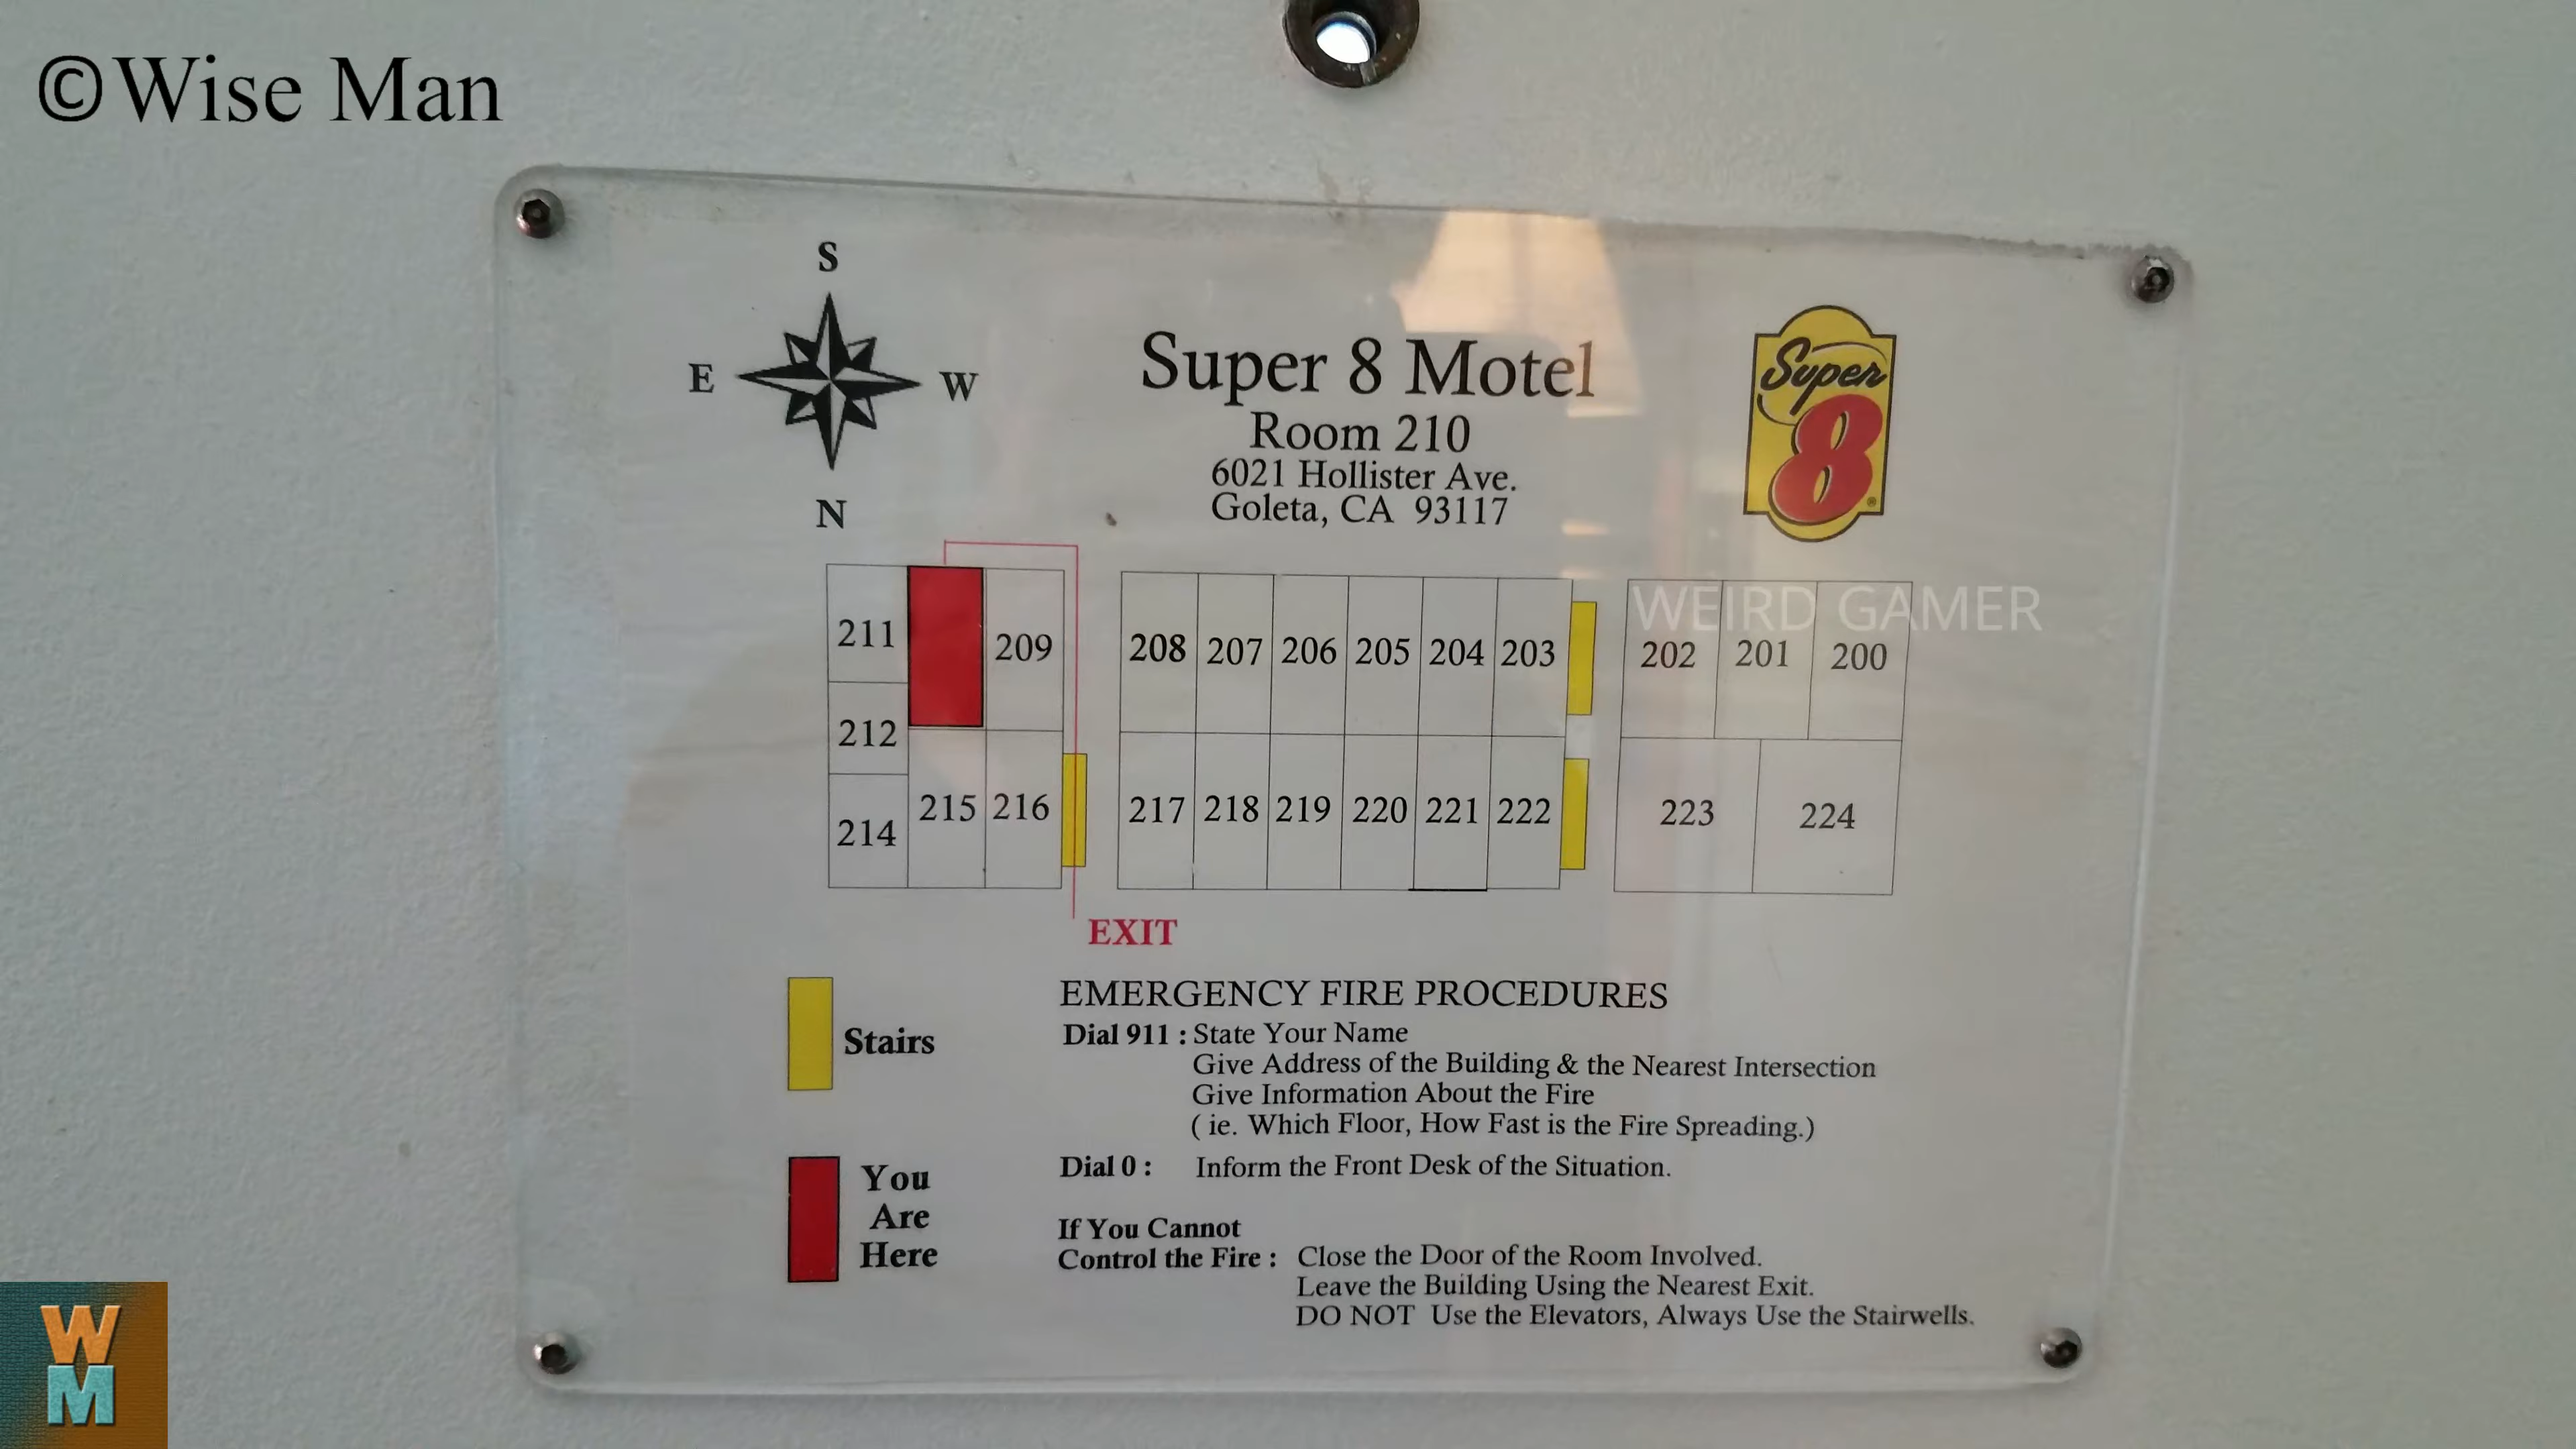 ©Wise Man
S
E
W
N
Super 8 Motel
Room 210
6021 Hollister Ave.
Goleta, CA 93117
Super
8
®
WEIRD GAMER
211
209
208
207
206
205
204
203
202
201
200
212
214
215
216
217
218
219
220
221
222
223
224
EXIT
Stairs
You
Are
Here
EMERGENCY FIRE PROCEDURES
Dial 911 : State Your Name
Give Address of the Building & the Nearest Intersection
Give Information About the Fire
( ie. Which Floor, How Fast is the Fire Spreading.)
Dial 0 : Inform the Front Desk of the Situation.
If You Cannot
Control the Fire : Close the Door of the Room Involved.
Leave the Building Using the Nearest Exit.
DO NOT Use the Elevators, Always Use the Stairwells.
W
M